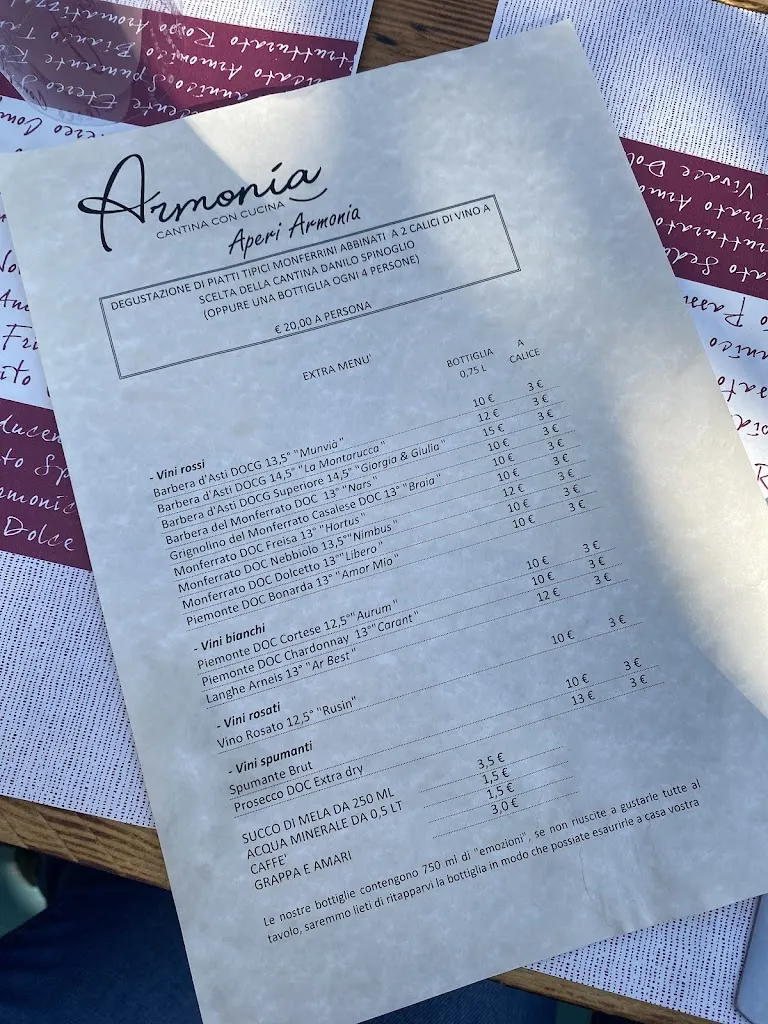 Armonía
CANTINA CON CUCINA
Aperi Armonia
DEGUSTAZIONE DI PIATTI TIPICI MONFERRINI ABBINATI A 2 CALICI DI VINO A
SCELTA DELLA CANTINA DANILO SPINOGLIO
(OPPURE UNA BOTTIGLIA OGNI 4 PERSONE)
€ 20,00 A PERSONA
EXTRA MENU' BOTTIGLIA 0,75 L A CALICE
- Vini rossi
Barbera d'Asti DOCG 13,5° "Munvià" 10 € 3 €
Barbera d'Asti DOCG 14,5° "La Montarucca" 12 € 3 €
Barbera d'Asti DOCG Superiore 14,5° "Giorgia & Giulia" 15 € 3 €
Barbera del Monferrato DOC 13° "Nars" 10 € 3 €
Grignolino del Monferrato Casalese DOC 13° "Braia" 10 € 3 €
Monferrato DOC Freisa 13° "Hortus" 10 € 3 €
Monferrato DOC Nebbiolo 13,5° "Nimbus" 12 € 3 €
Monferrato DOC Dolcetto 13° "Libero" 10 € 3 €
Piemonte DOC Bonarda 13° "Amor Mio" 10 € 3 €
- Vini bianchi
Piemonte DOC Cortese 12,5° "Aurum" 10 € 3 €
Piemonte DOC Chardonnay 13° "Carant" 10 € 3 €
Langhe Arneis 13° "Ar Best" 12 € 3 €
- Vini rosati
Vino Rosato 12,5° "Rusin" 10 € 3 €
- Vini spumanti
Spumante Brut 10 € 3 €
Prosecco DOC Extra dry 13 € 3 €
SUCCO DI MELA DA 250 ML 3,5 €
ACQUA MINERALE DA 0,5 LT 1,5 €
CAFFE' 1,5 €
GRAPPA E AMARI 3,0 €
Le nostre bottiglie contengono 750 ml di "emozioni", se non riuscite a gustarle tutte al
tavolo, saremmo lieti di ritapparvi la bottiglia in modo che possiate esaurirle a casa vostra
Dolce